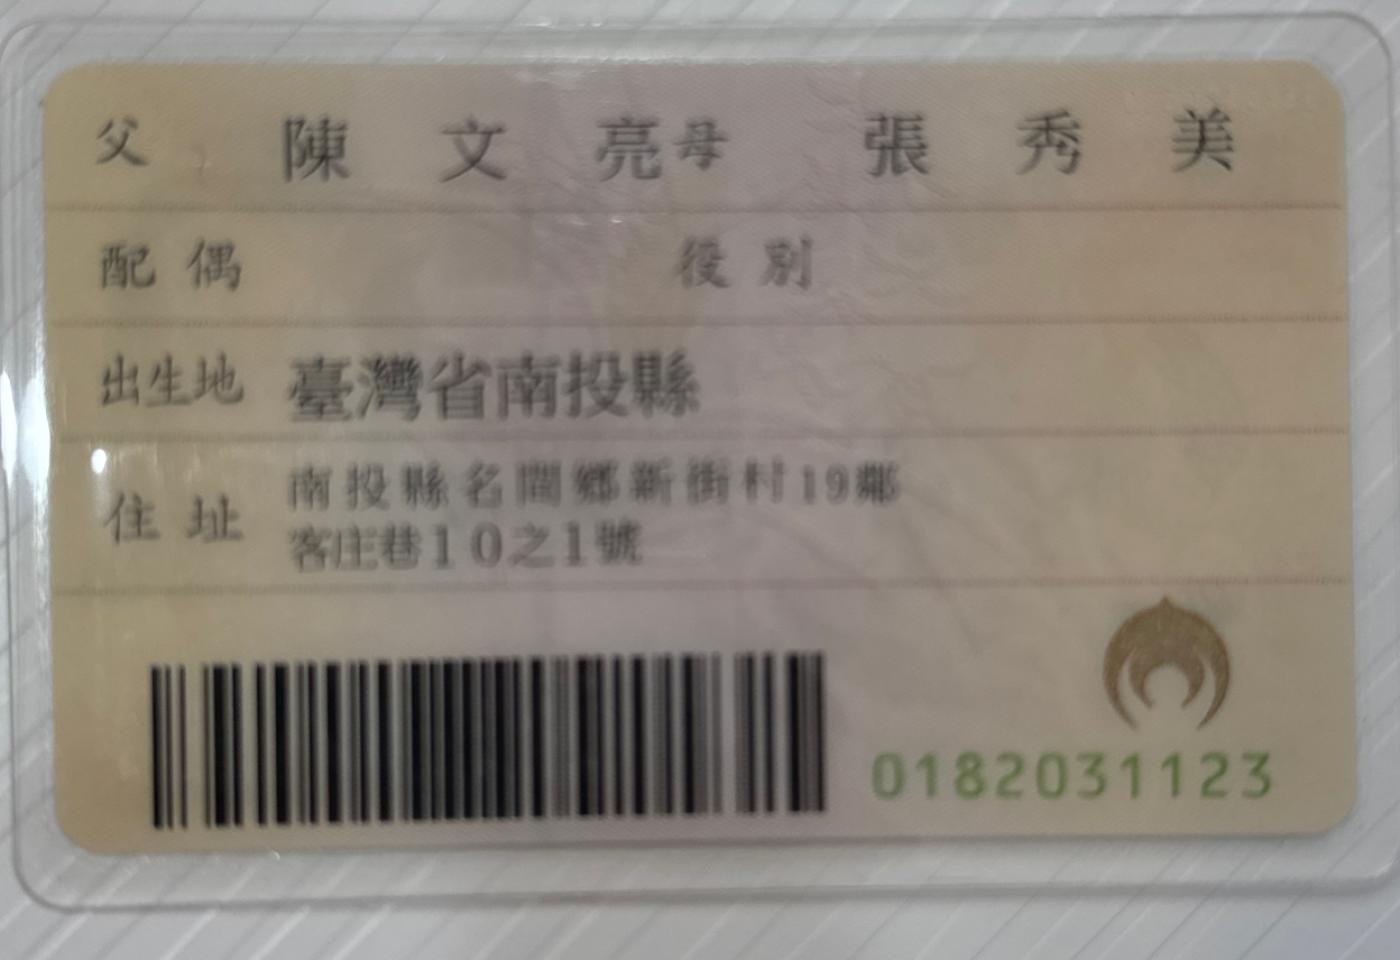 父 陳文亮 母 張秀美
配偶 役別
出生地 臺灣省南投縣
住址 南投縣名間鄉新街村19鄰
客庄巷10之1號
0182031123